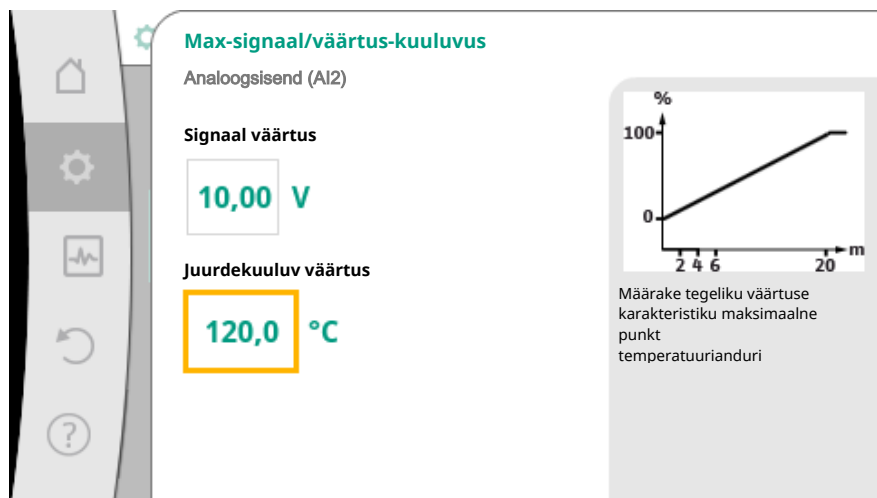 Max-signaal/väärtus-kuuluvus
Analoogsisend (AI2)
Signaal väärtus
10,00 V
Juurdekuuluv väärtus
120,0 °C
%
100
0
2 4 6 20
m
Määrake tegeliku väärtuse
karakteristiku maksimaalne
punkt
temperatuurianduri
?